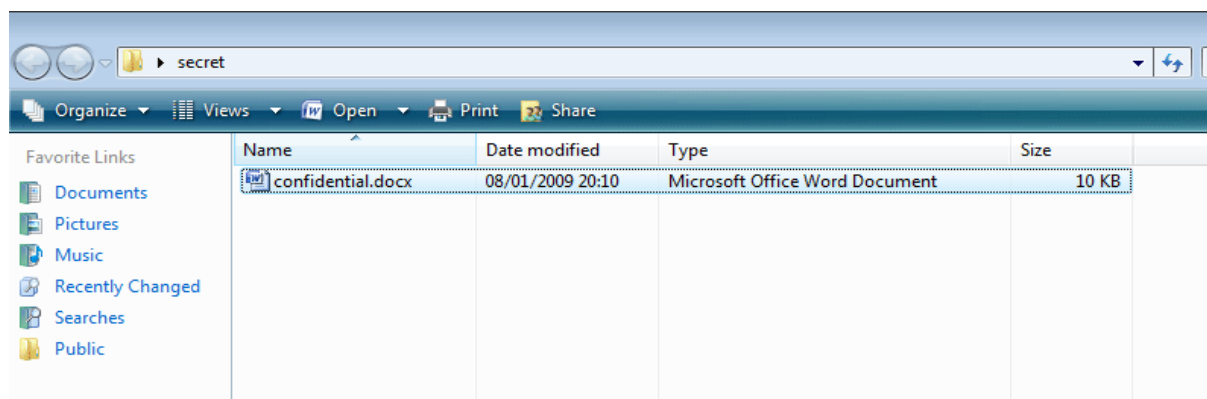 secret
Organize Views Open Print Share
Favorite Links
Documents
Pictures
Music
Recently Changed
Searches
Public
Name Date modified Type Size
confidential.docx 08/01/2009 20:10 Microsoft Office Word Document 10 KB